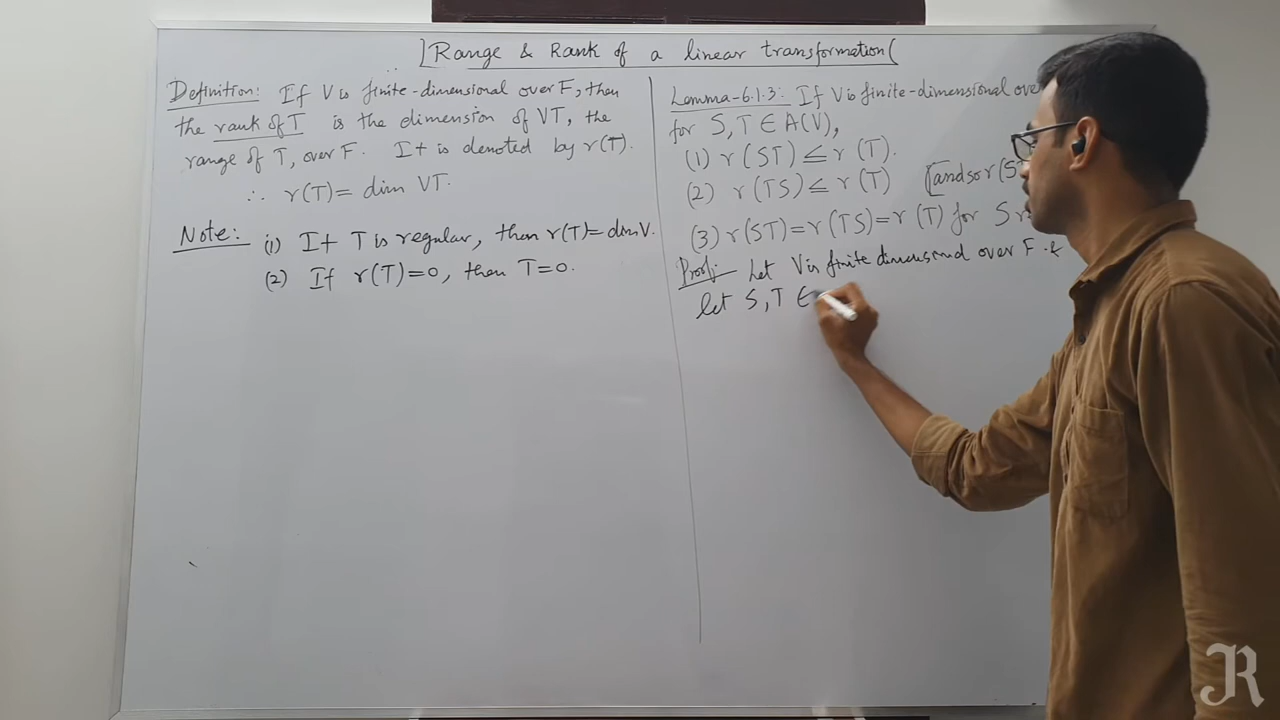 Range & Rank of a linear transformation
Definition: If V is finite-dimensional over F, then
the rank of T is the dimension of VT, the
range of T, over F. It is denoted by r(T).
∴ r(T) = dim VT.
Note: (1) If T is regular, then r(T) = dim V.
(2) If r(T)=0, then T=0.
Lemma-6.1.3: If V is finite-dimensional over
for S, T ∈ A(V),
(1) r(ST) ≤ r(T).
(2) r(TS) ≤ r(T) [and so r(S
(3) r(ST) = r(TS) = r(T) for S
Proof:- Let V is finite dimensional over F &
let S, T ∈
R